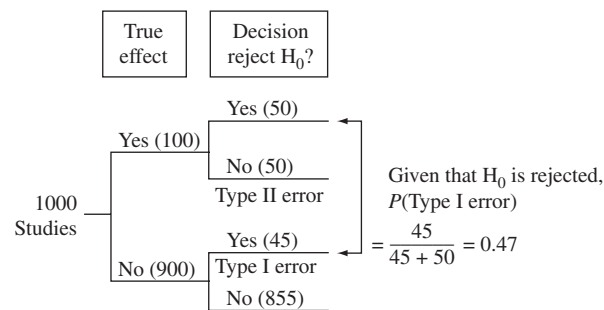 True effect
Decision reject H₀?
Yes (50)
Yes (100)
No (50)
Type II error
1000 Studies
Yes (45)
Type I error
No (900)
No (855)
Given that H₀ is rejected,
P(Type I error)
= 45 / 45 + 50 = 0.47